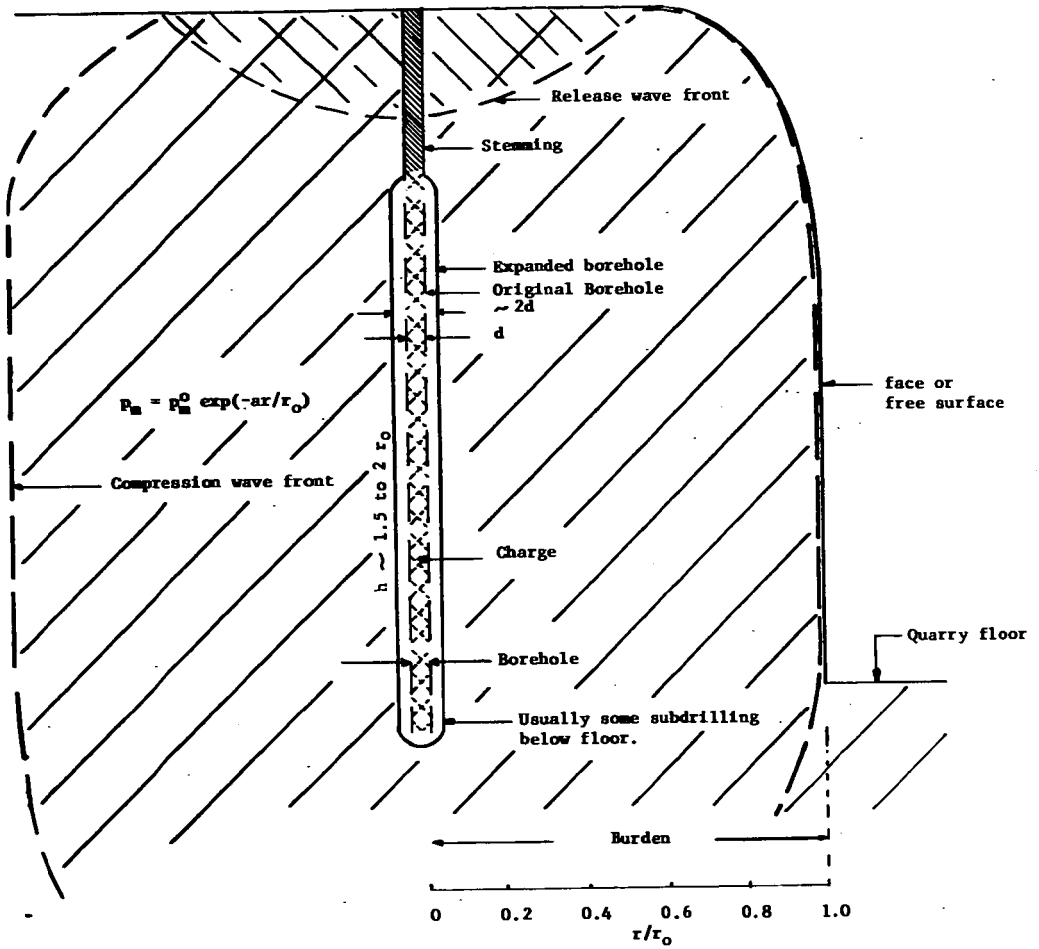 Release wave front
Stemming
Expanded borehole
Original Borehole
~ 2d
d
face or
free surface
pₘ = pₘᵒ exp(-ar/rₒ)
Compression wave front
h ~ 1.5 to 2 rₒ
Charge
Quarry floor
Borehole
Usually some subdrilling
below floor.
Burden
0 0.2 0.4 0.6 0.8 1.0
r/rₒ